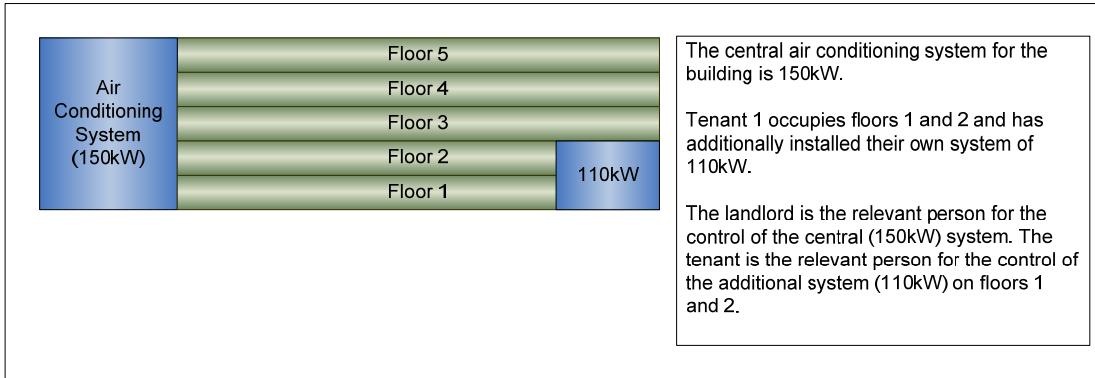 Air
Conditioning
System
(150kW)
Floor 5
Floor 4
Floor 3
Floor 2
Floor 1
110kW
The central air conditioning system for the
building is 150kW.
Tenant 1 occupies floors 1 and 2 and has
additionally installed their own system of
110kW.
The landlord is the relevant person for the
control of the central (150kW) system. The
tenant is the relevant person for the control of
the additional system (110kW) on floors 1
and 2.